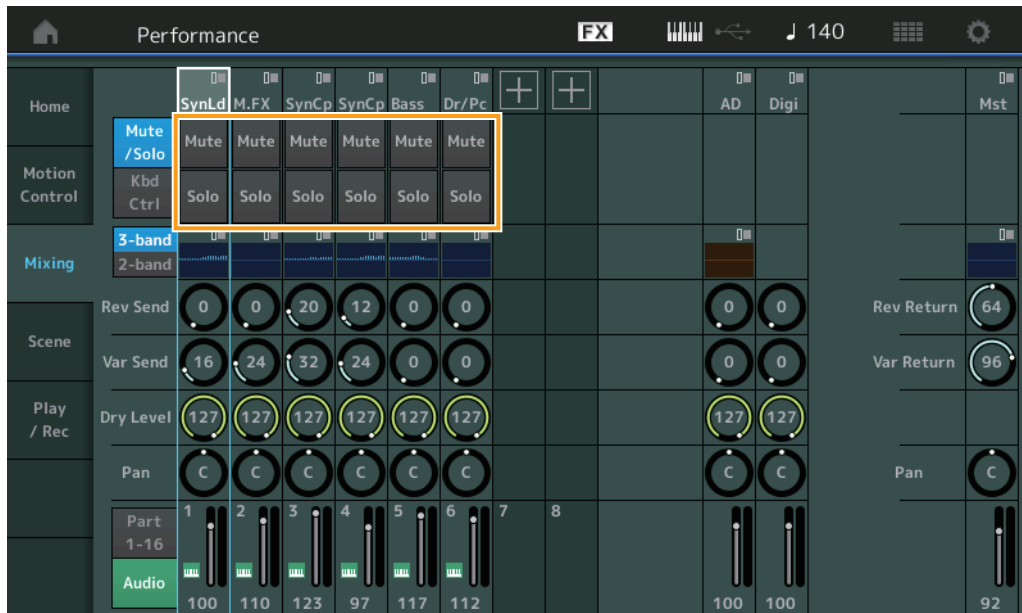 Performance FX 140
Home SynLd M.FX SynCp SynCp Bass Dr/Pc AD Digi Mst
Mute /Solo Mute Mute Mute Mute Mute Mute
Motion Control Kbd Ctrl Solo Solo Solo Solo Solo Solo
Mixing 3-band 2-band
Rev Send 0 0 20 12 0 0 0 0 Rev Return 64
Scene
Var Send 16 24 32 24 0 0 0 0 Var Return 96
Play / Rec
Dry Level 127 127 127 127 127 127 127 127
Pan C C C C C C C C Pan C
Part 1-16 1 2 3 4 5 6 7 8
Audio
100 110 123 97 117 112 100 100 92